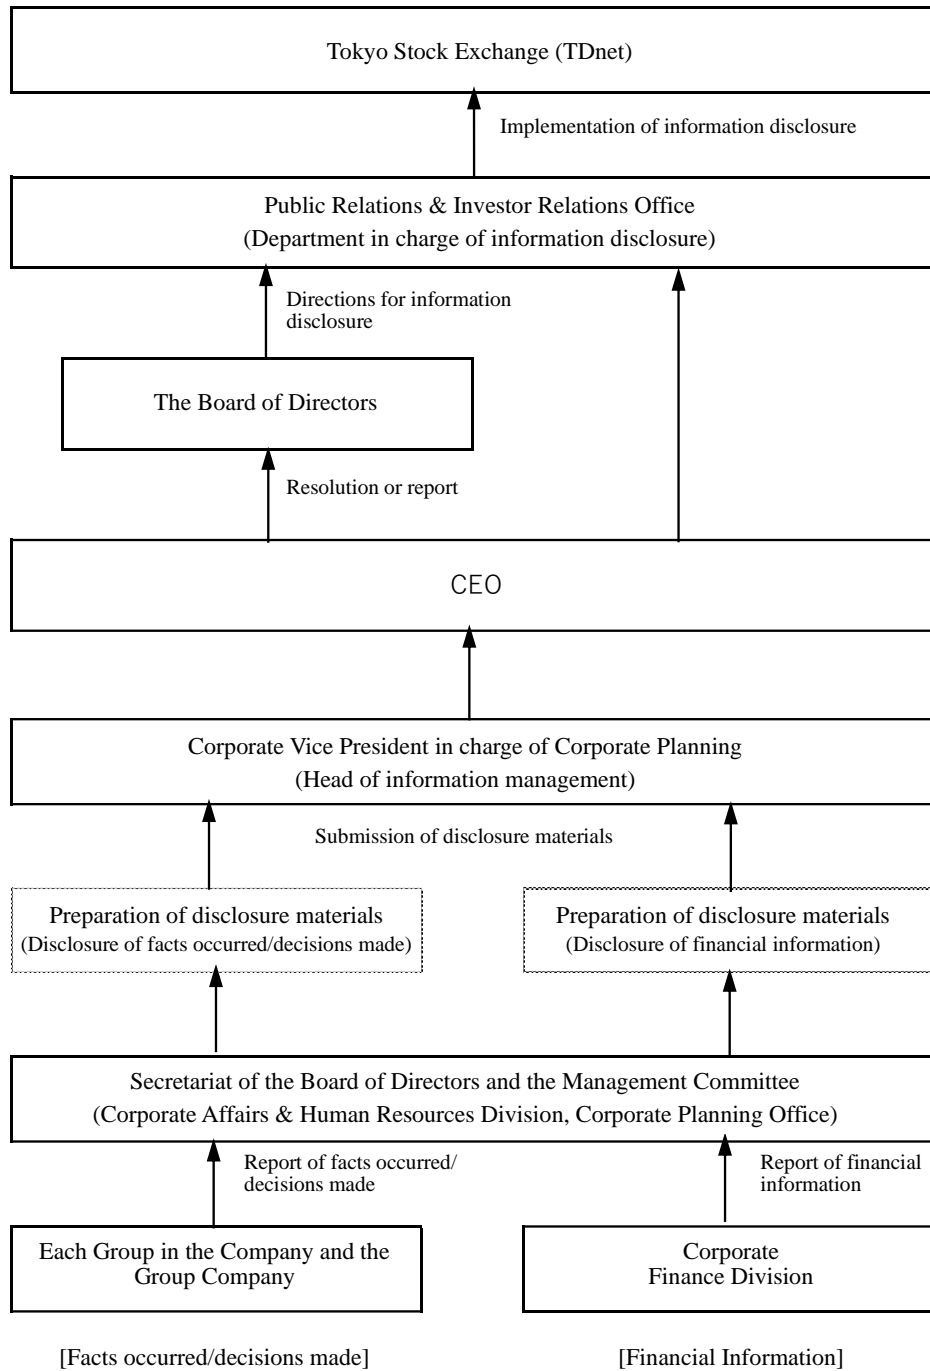 Tokyo Stock Exchange (TDnet)
Implementation of information disclosure
Public Relations & Investor Relations Office
(Department in charge of information disclosure)
Directions for information
disclosure
The Board of Directors
Resolution or report
CEO
Corporate Vice President in charge of Corporate Planning
(Head of information management)
Submission of disclosure materials
Preparation of disclosure materials
(Disclosure of facts occurred/decisions made)
Preparation of disclosure materials
(Disclosure of financial information)
Secretariat of the Board of Directors and the Management Committee
(Corporate Affairs & Human Resources Division, Corporate Planning Office)
Report of facts occurred/
decisions made
Report of financial
information
Each Group in the Company and the
Group Company
Corporate
Finance Division
[Facts occurred/decisions made]
[Financial Information]